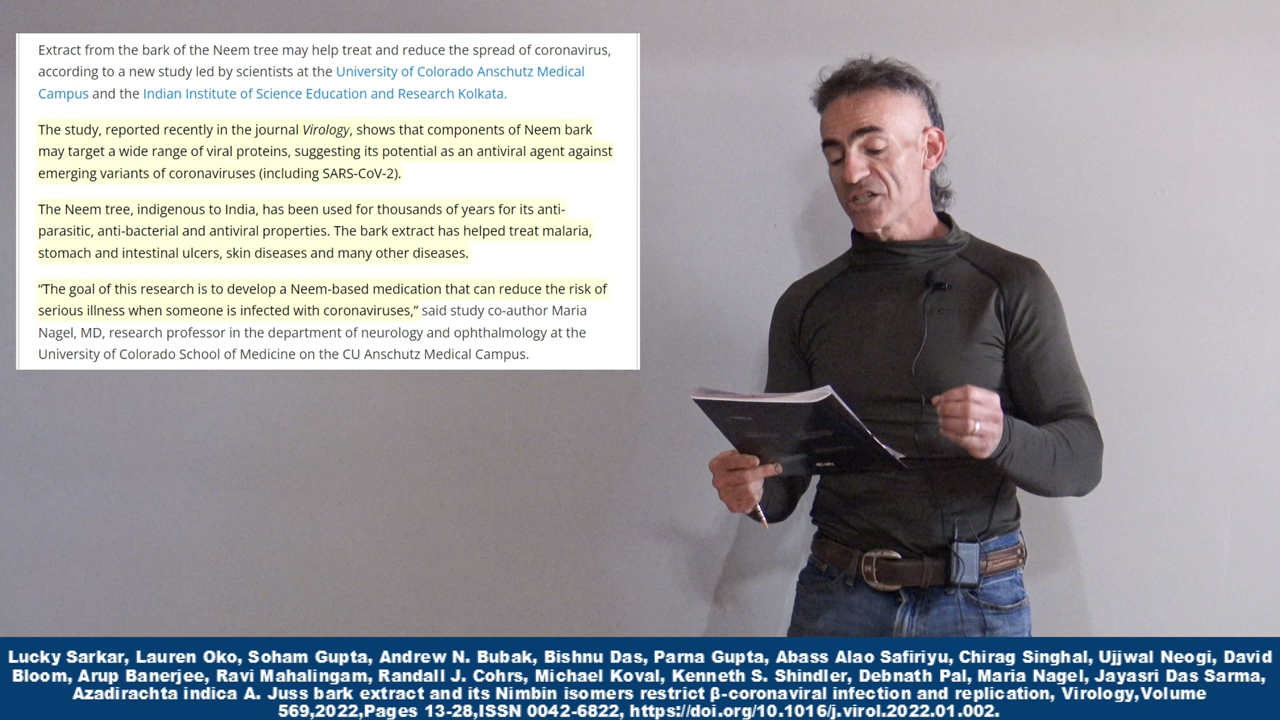 Extract from the bark of the Neem tree may help treat and reduce the spread of coronavirus,
according to a new study led by scientists at the University of Colorado Anschutz Medical
Campus and the Indian Institute of Science Education and Research Kolkata.
The study, reported recently in the journal Virology, shows that components of Neem bark
may target a wide range of viral proteins, suggesting its potential as an antiviral agent against
emerging variants of coronaviruses (including SARS-CoV-2).
The Neem tree, indigenous to India, has been used for thousands of years for its anti-
parasitic, anti-bacterial and antiviral properties. The bark extract has helped treat malaria,
stomach and intestinal ulcers, skin diseases and many other diseases.
“The goal of this research is to develop a Neem-based medication that can reduce the risk of
serious illness when someone is infected with coronaviruses,” said study co-author Maria
Nagel, MD, research professor in the department of neurology and ophthalmology at the
University of Colorado School of Medicine on the CU Anschutz Medical Campus.
Lucky Sarkar, Lauren Oko, Soham Gupta, Andrew N. Bubak, Bishnu Das, Parna Gupta, Abass Alao Safiriyu, Chirag Singhal, Ujjwal Neogi, David
Bloom, Arup Banerjee, Ravi Mahalingam, Randall J. Cohrs, Michael Koval, Kenneth S. Shindler, Debnath Pal, Maria Nagel, Jayasri Das Sarma,
Azadirachta indica A. Juss bark extract and its Nimbin isomers restrict β-coronaviral infection and replication, Virology,Volume
569,2022,Pages 13-28,ISSN 0042-6822, https://doi.org/10.1016/j.virol.2022.01.002.